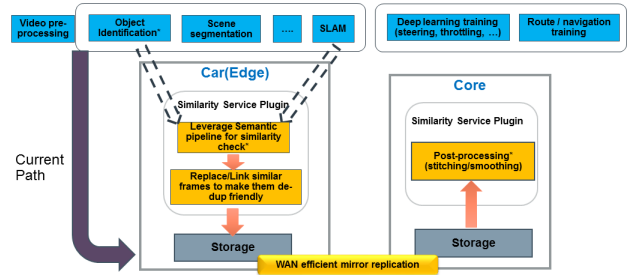 Video pre-
processing
Object
Identification*
Scene
segmentation
....
SLAM
Deep learning training
(steering, throttling, ...)
Route / navigation
training
Car(Edge)
Core
Similarity Service Plugin
Leverage Semantic
pipeline for similarity
check*
Replace/Link similar
frames to make them de-
dup friendly
Storage
Similarity Service Plugin
Post-processing*
(stitching/smoothing)
Storage
Current
Path
WAN efficient mirror replication